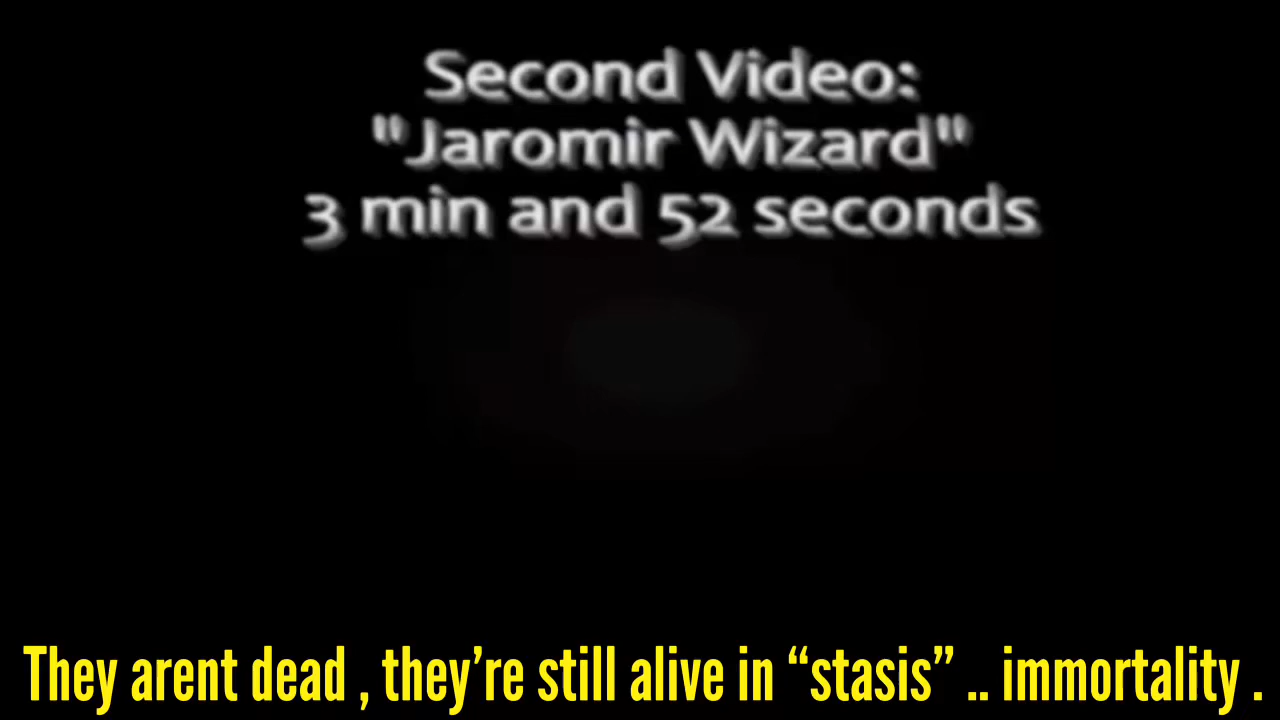 Second Video:
"Jaromir Wizard"
3 min and 52 seconds
They arent dead , they’re still alive in “stasis” .. immortality .